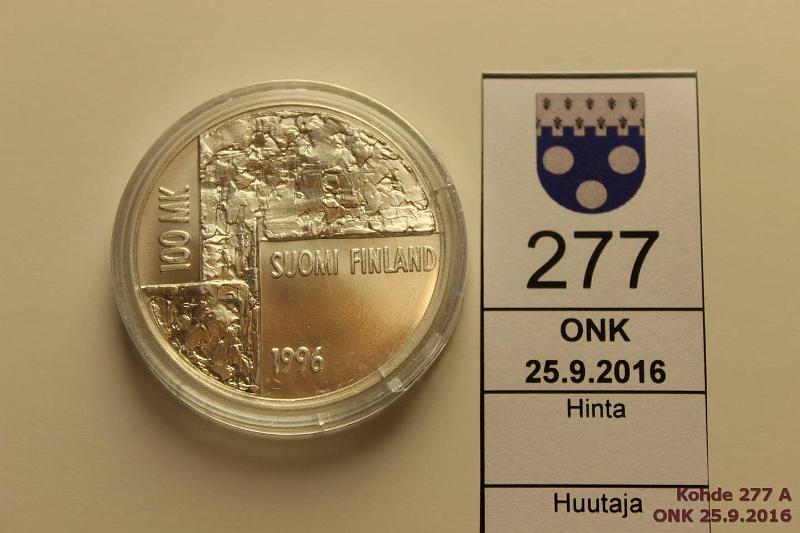 100 MK
SUOMI FINLAND
1996
277
ONK
25.9.2016
Hinta
Huutaja
Kohde 277 A
ONK 25.9.2016